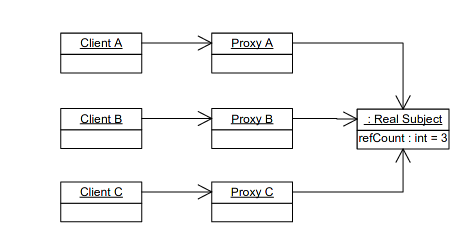 Client A
Proxy A
Client B
Proxy B
: Real Subject
refCount : int = 3
Client C
Proxy C